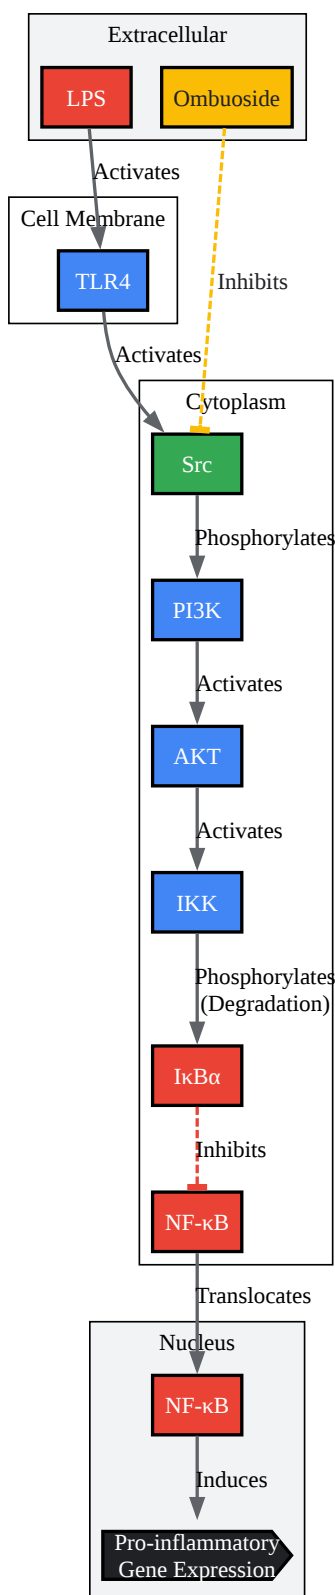 Extracellular
LPS
Ombuoside
Activates
Cell Membrane
TLR4
Inhibits
Activates
Cytoplasm
Src
Phosphorylates
PI3K
Activates
AKT
Activates
IKK
Phosphorylates
(Degradation)
IκBα
Inhibits
NF-κB
Translocates
Nucleus
NF-κB
Induces
Pro-inflammatory
Gene Expression